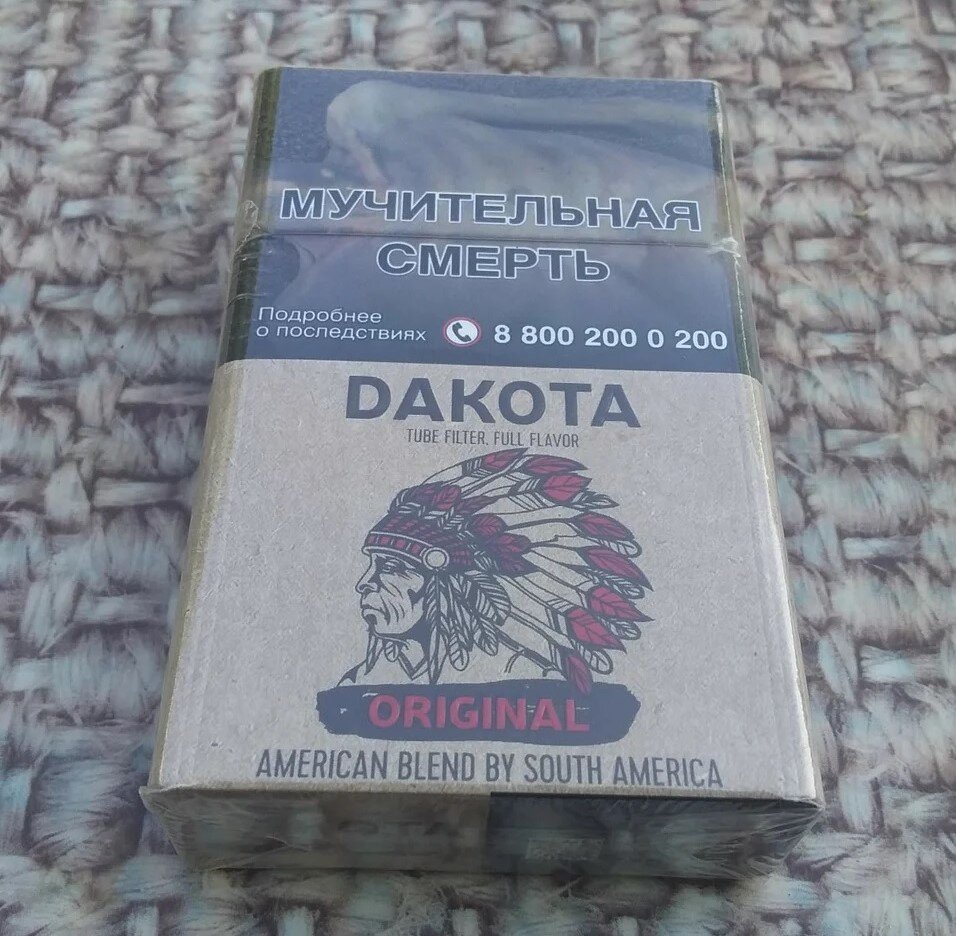 МУЧИТЕЛЬНАЯ
СМЕРТЬ
Подробнее
о последствиях 8 800 200 0 200
DAKOTA
TUBE FILTER, FULL FLAVOR
ORIGINAL
AMERICAN BLEND BY SOUTH AMERICA